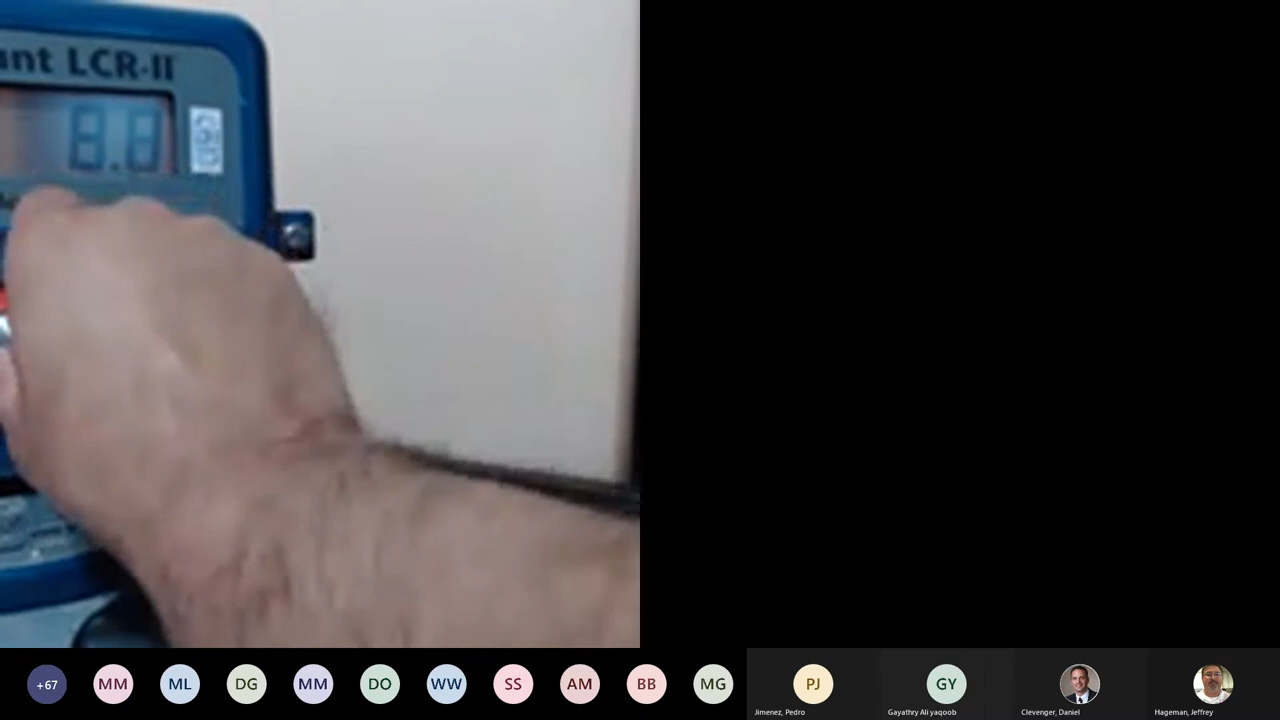 unt LCR-II
8.8
+67
MM
ML
DG
MM
DO
WW
SS
AM
BB
MG
PJ
GY
Jimenez, Pedro
Gayathry Ali yaqoob
Clevenger, Daniel
Hageman, Jeffrey